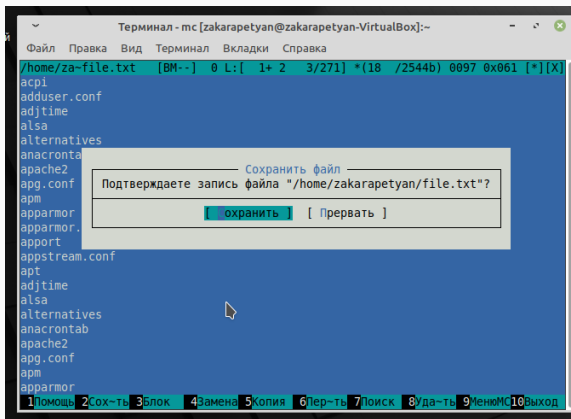 й
Терминал - mc [zakarapetyan@zakarapetyan-VirtualBox]:~
Файл Правка Вид Терминал Вкладки Справка
/home/za~file.txt [BM--] 0 L:[ 1+ 2 3/271] *(18 /2544b) 0097 0x061 [*][X]
acpi
adduser.conf
adjtime
alsa
alternatives
anacronta
apache2
apg.conf
apm
apparmor
apparmor.
apport
appstream.conf
apt
adjtime
alsa
alternatives
anacrontab
apache2
apg.conf
apm
apparmor
Сохранить файл
Подтверждаете запись файла "/home/zakarapetyan/file.txt"?
[ Сохранить ] [ Прервать ]
1Помощь 2Сох~ть 3Блок 4Замена 5Копия 6Пер~ть 7Поиск 8Уда~ть 9МенюMC 10Выход